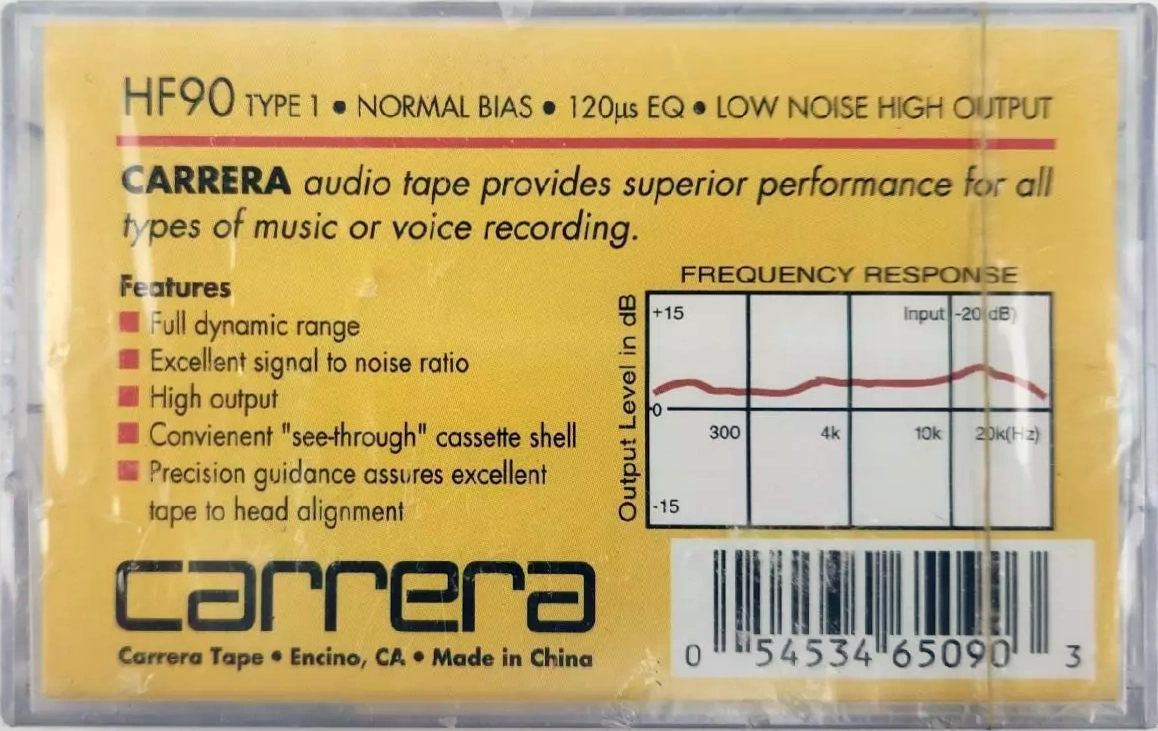 HF90 TYPE 1 • NORMAL BIAS • 120µs EQ • LOW NOISE HIGH OUTPUT
CARRERA audio tape provides superior performance for all
types of music or voice recording.
Features
Full dynamic range
Excellent signal to noise ratio
High output
Convienent "see-through" cassette shell
Precision guidance assures excellent
tape to head alignment
FREQUENCY RESPONSE
Output Level in dB
+15
Input -20(dB)
0
300 4k 10k 20k(Hz)
-15
carrera
Carrera Tape • Encino, CA • Made in China
0 54534 65090 3